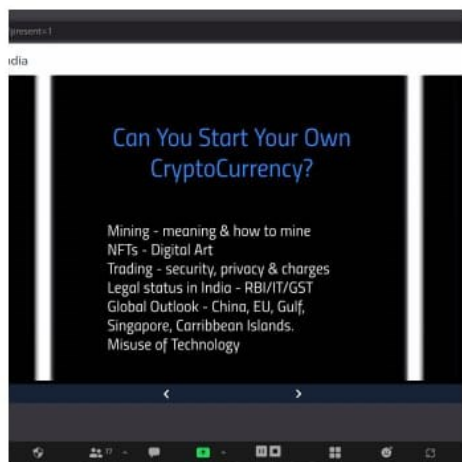 present=1
dia
Can You Start Your Own
CryptoCurrency?
Mining - meaning & how to mine
NFTs - Digital Art
Trading - security, privacy & charges
Legal status in India - RBI/IT/GST
Global Outlook - China, EU, Gulf,
Singapore, Carribbean Islands.
Misuse of Technology